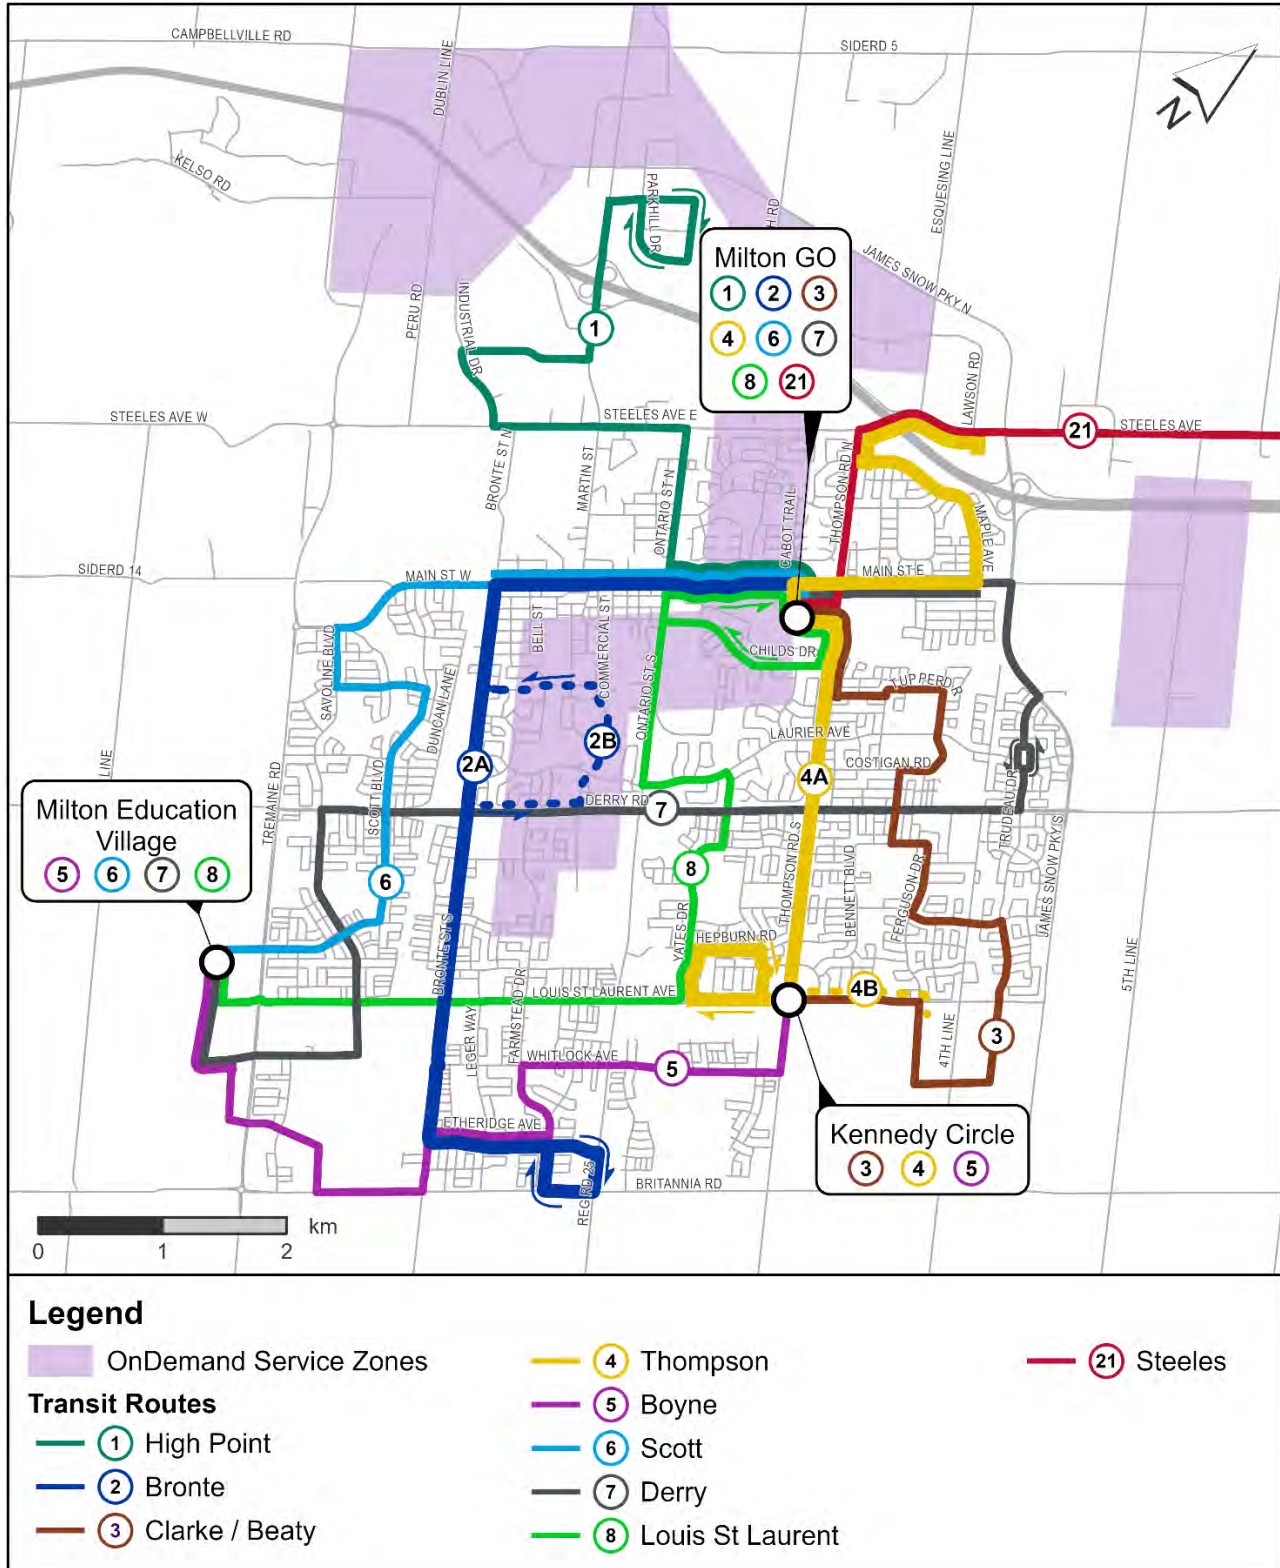 CAMPBELLVILLE RD
SIDERD 5
DUBLIN LINE
N
KELSO RD
ESQUESING LINE
PARKHILL DR
H RD
JAMES SNOW PKY N
Milton GO
1 2 3
4 6 7
8 21
PERU RD
INDUSTRIAL DR
1
LAWSON RD
STEELES AVE W
STEELES AVE E
21
STEELES AVE
BRONTE ST N
MARTIN ST
ONTARIO ST N
CABOT TRAIL
THOMPSON RD N
MAPLE AVE
SIDERD 14
MAIN ST W
MAIN ST E
BELL ST
COMMERCIAL ST
SAVOLINE BLVD
DUNCAN LANE
ONTARIO ST S
CHILDS DR
TUPPER DR
LAURIER AVE
2A
2B
4A
COSTIGAN RD
LINE
TREMAINE RD
SCOTT BLVD
DERRY RD
7
TRUDEAU DR
Milton Education
Village
5 6 7 8
6
8
THOMPSON RD S
BENNETT BLVD
FERGUSON DR
JAMES SNOW PKY S
BRONTE ST S
YATES DR
HEPBURN RD
5TH LINE
FARMSTEAD DR
LOUIS ST LAURENT AVE
4B
LEGER WAY
WHITLOCK AVE
5
4TH LINE
3
ETHERIDGE AVE
Kennedy Circle
3 4 5
REG RD 25
BRITANNIA RD
0 1 2 km
Legend
OnDemand Service Zones
Transit Routes
1 High Point
2 Bronte
3 Clarke / Beaty
4 Thompson
5 Boyne
6 Scott
7 Derry
8 Louis St Laurent
21 Steeles